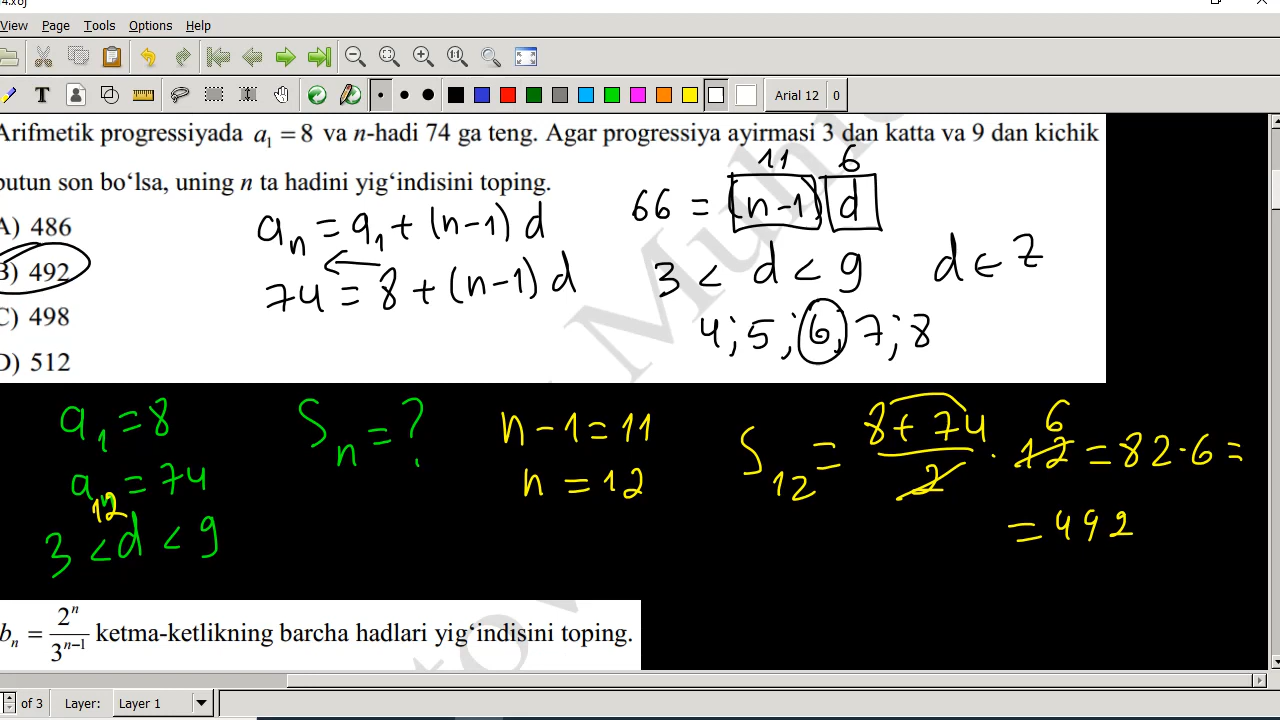 4.xoj
View Page Tools Options Help
T Arial 12 0
Arifmetik progressiyada a₁ = 8 va n-hadi 74 ga teng. Agar progressiya ayirmasi 3 dan katta va 9 dan kichik
butun son bo‘lsa, uning n ta hadini yig‘indisini toping.
A) 486
B) 492
C) 498
D) 512
aₙ = a₁ + (n-1) d
74 = 8 + (n-1) d
11 6
66 = (n-1) d
3 < d < 9 d ∈ Z
4; 5; 6; 7; 8
a₁ = 8
aₙ = 74
12
3 < d < 9
Sₙ = ?
n - 1 = 11
n = 12
S₁₂ = (8 + 74)/2 · 12 = 82 · 6 =
6
= 492
bₙ = 2ⁿ/3ⁿ⁻¹ ketma-ketlikning barcha hadlari yig‘indisini toping.
of 3 Layer: Layer 1